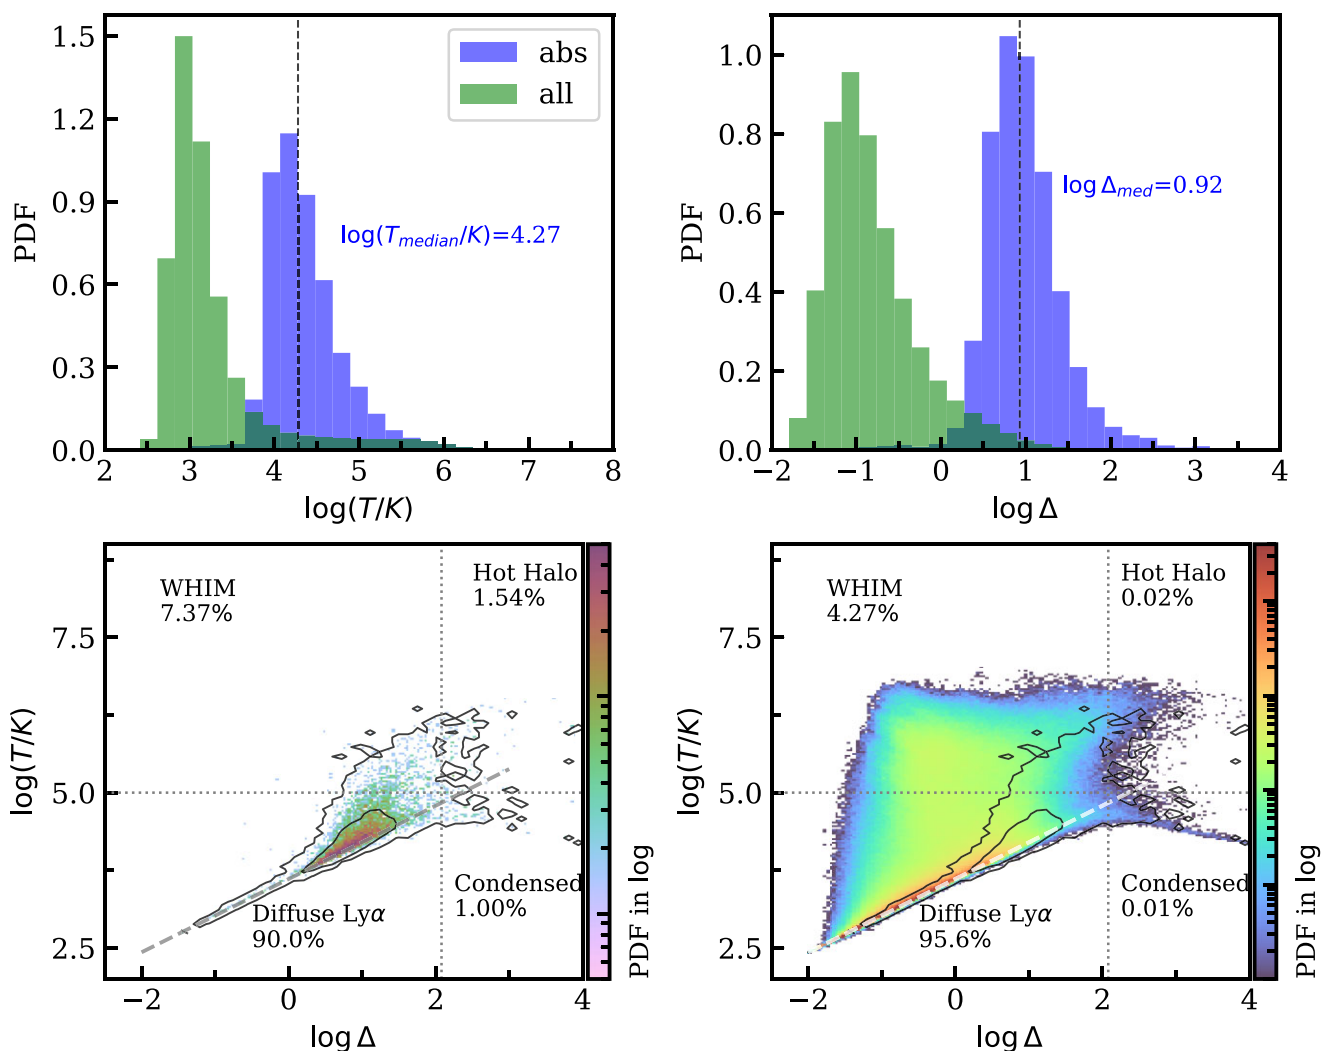 1.5
1.2
0.9
0.6
0.3
0.0
PDF
abs
all
log(T_median/K)=4.27
2 3 4 5 6 7 8
log(T/K)
1.0
0.8
0.6
0.4
0.2
0.0
PDF
log Δ_med=0.92
−2 −1 0 1 2 3 4
log Δ
7.5
5.0
2.5
log(T/K)
WHIM
7.37%
Hot Halo
1.54%
Diffuse Lyα
90.0%
Condensed
1.00%
−2 0 2 4
log Δ
PDF in log
7.5
5.0
2.5
log(T/K)
WHIM
4.27%
Hot Halo
0.02%
Diffuse Lyα
95.6%
Condensed
0.01%
−2 0 2 4
log Δ
PDF in log